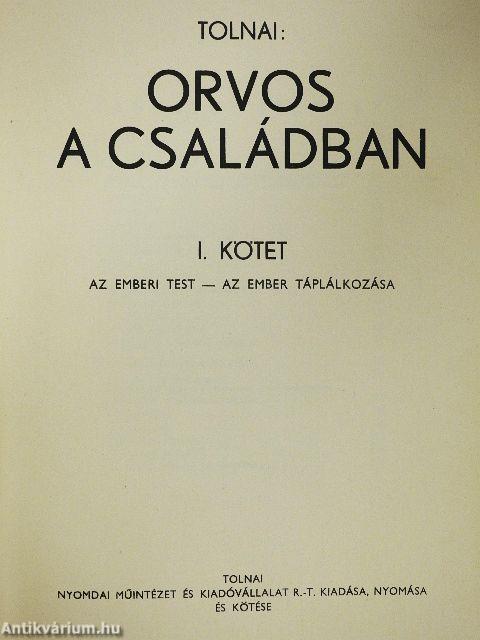 TOLNAI:
ORVOS
A CSALÁDBAN
I. KÖTET
AZ EMBERI TEST — AZ EMBER TÁPLÁLKOZÁSA
TOLNAI
NYOMDAI MŰINTÉZET ÉS KIADÓVÁLLALAT R.-T. KIADÁSA, NYOMÁSA
ÉS KÖTÉSE
Antikvárium.hu